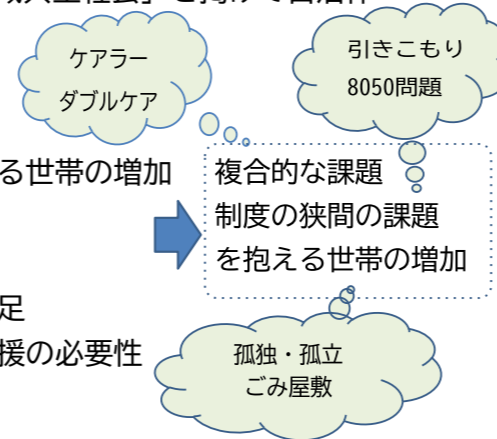 ケアラー
ダブルケア
引きこもり
8050問題
る世帯の増加
複合的な課題
制度の狭間の課題
を抱える世帯の増加
足
援の必要性
孤独・孤立
ごみ屋敷